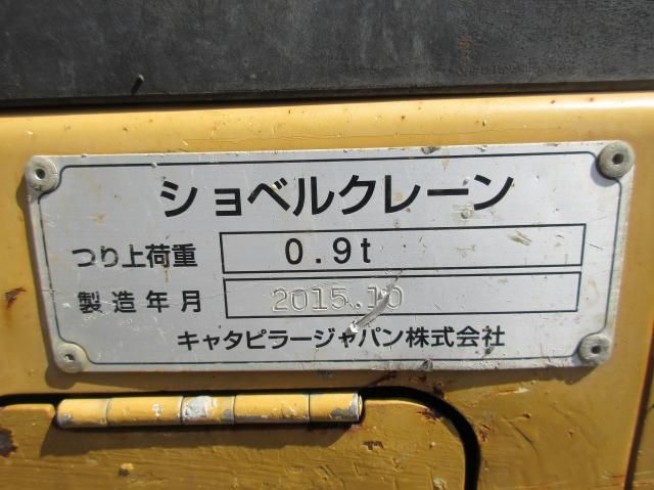 ショベルクレーン
つり上荷重 0.9t
製造年月 2015.10
キャタピラージャパン株式会社